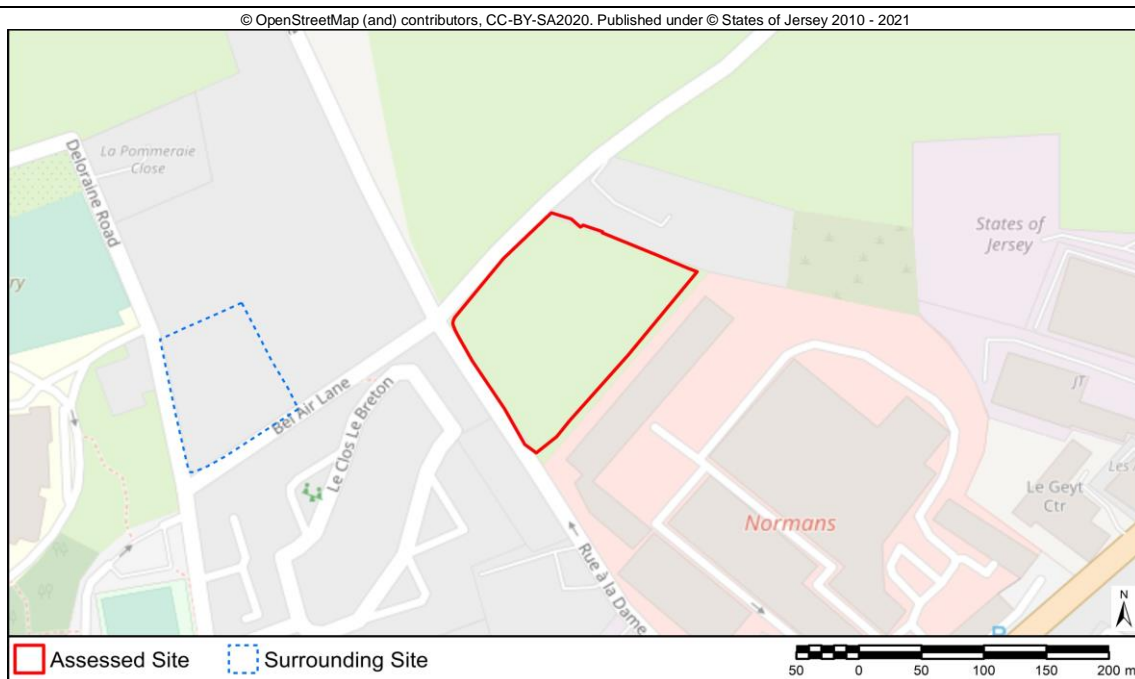 © OpenStreetMap (and) contributors, CC-BY-SA2020. Published under © States of Jersey 2010 - 2021
La Pommeraie
Close
Deloraine Road
ry
States of
Jersey
JT
Bel Air Lane
Le Clos Le Breton
Le Geyt
Ctr
Les
Normans
Rue à la Dame
N
Assessed Site
Surrounding Site
50 0 50 100 150 200 m